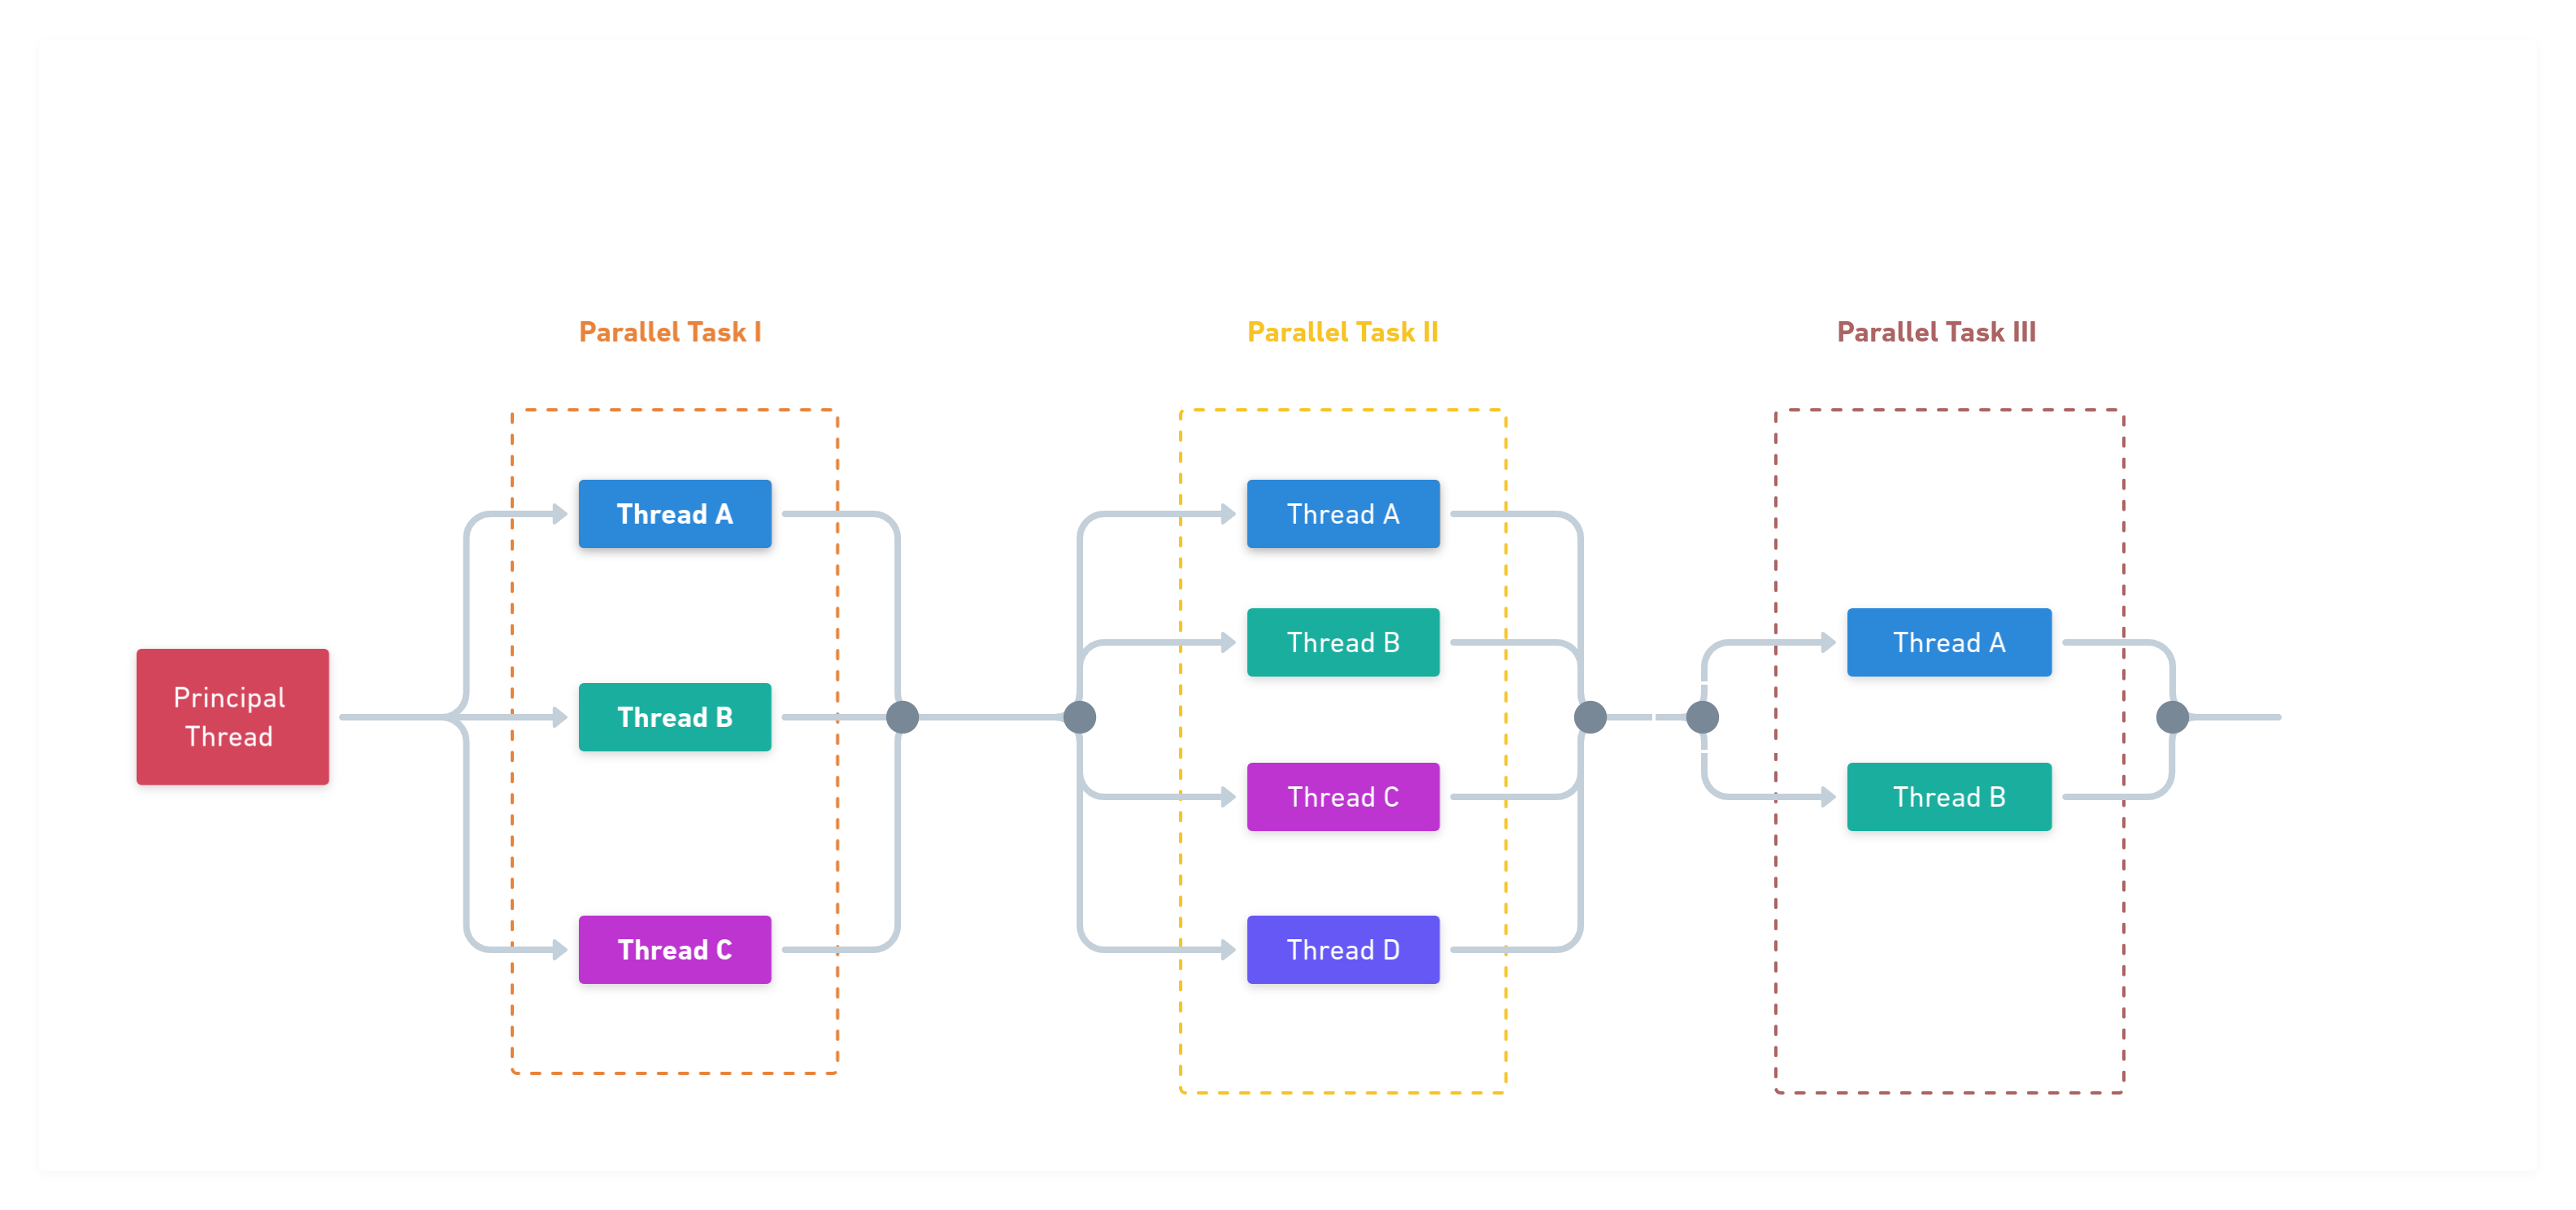 Parallel Task I
Parallel Task II
Parallel Task III
Principal
Thread
Thread A
Thread B
Thread C
Thread A
Thread B
Thread C
Thread D
Thread A
Thread B